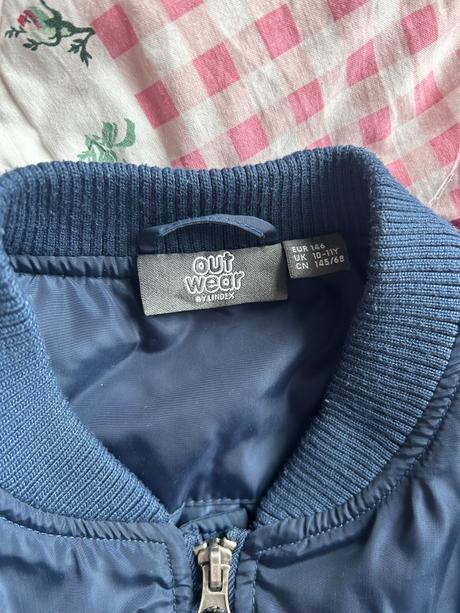 out
wear
BY LINDEX
EUR 146
UK 10-11Y
CN 145/68